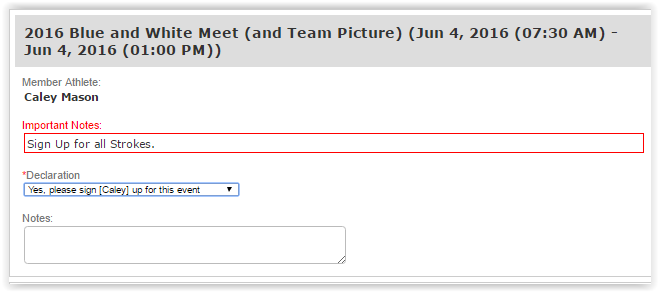 2016 Blue and White Meet (and Team Picture) (Jun 4, 2016 (07:30 AM) -
Jun 4, 2016 (01:00 PM))
Member Athlete:
Caley Mason
Important Notes:
Sign Up for all Strokes.
*Declaration
Yes, please sign [Caley] up for this event
Notes: